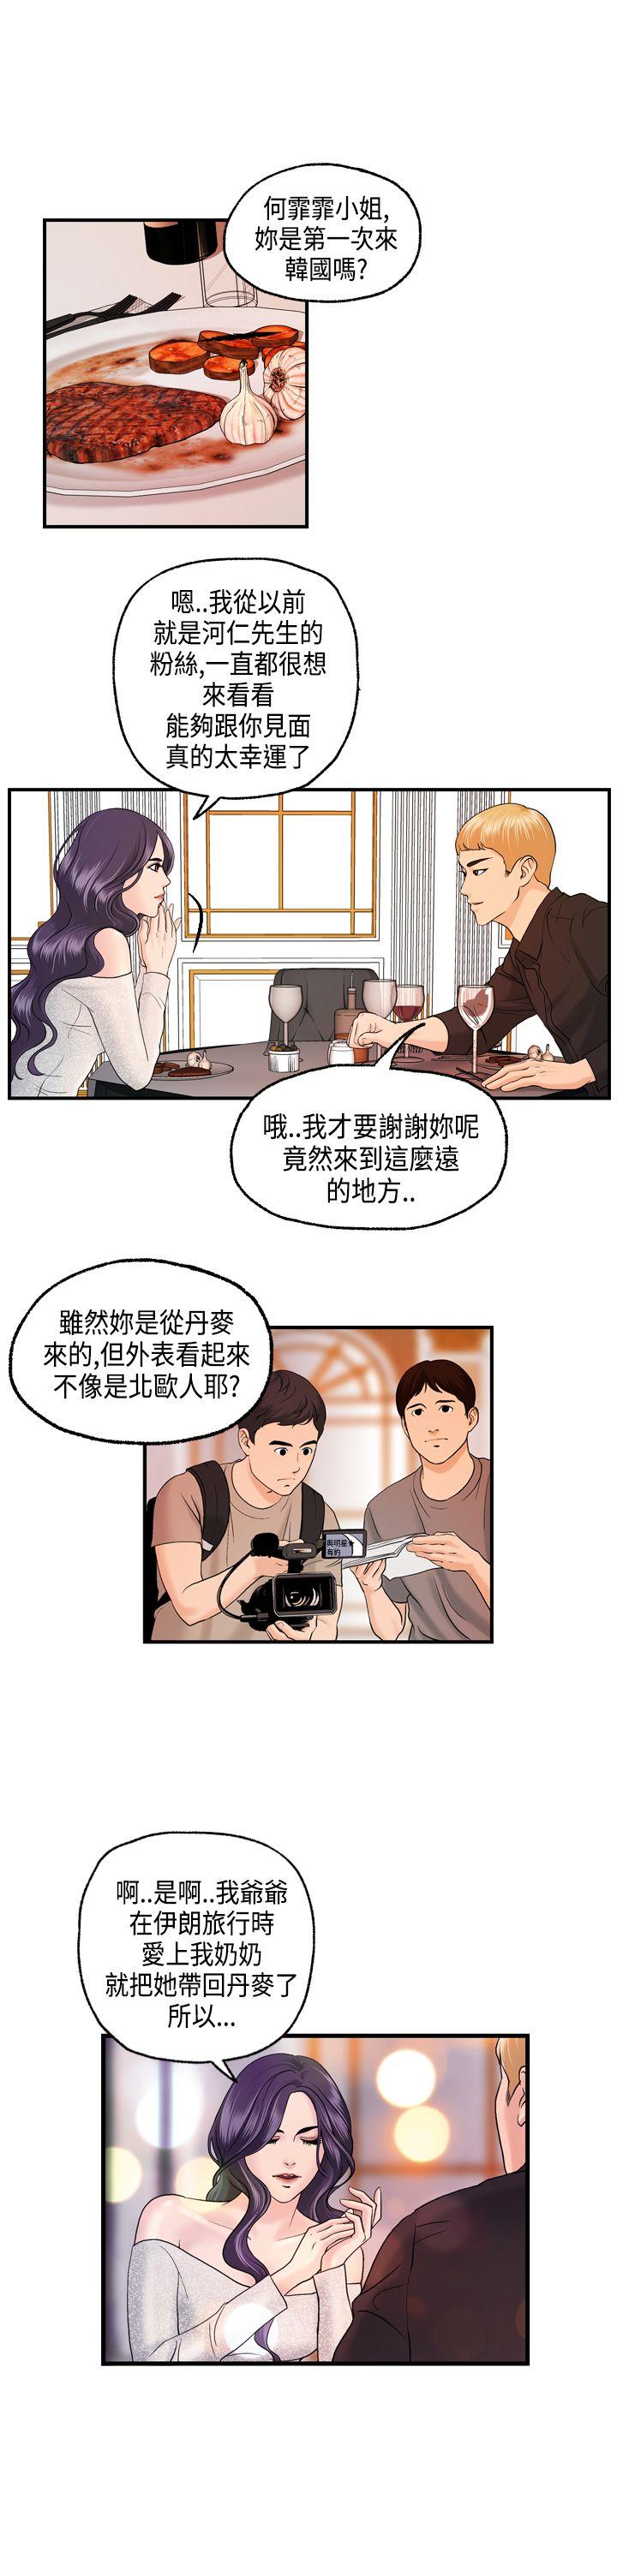 何霏霏小姐,
妳是第一次來
韓國嗎?
嗯..我從以前
就是河仁先生的
粉絲,一直都很想
來看看
能夠跟你見面
真的太幸運了
哦..我才要謝謝妳呢
竟然來到這麼遠
的地方..
雖然妳是從丹麥
來的,但外表看起來
不像是北歐人耶?
與明星★
有約
啊..是啊..我爺爺
在伊朗旅行時
愛上我奶奶
就把她帶回丹麥了
所以...